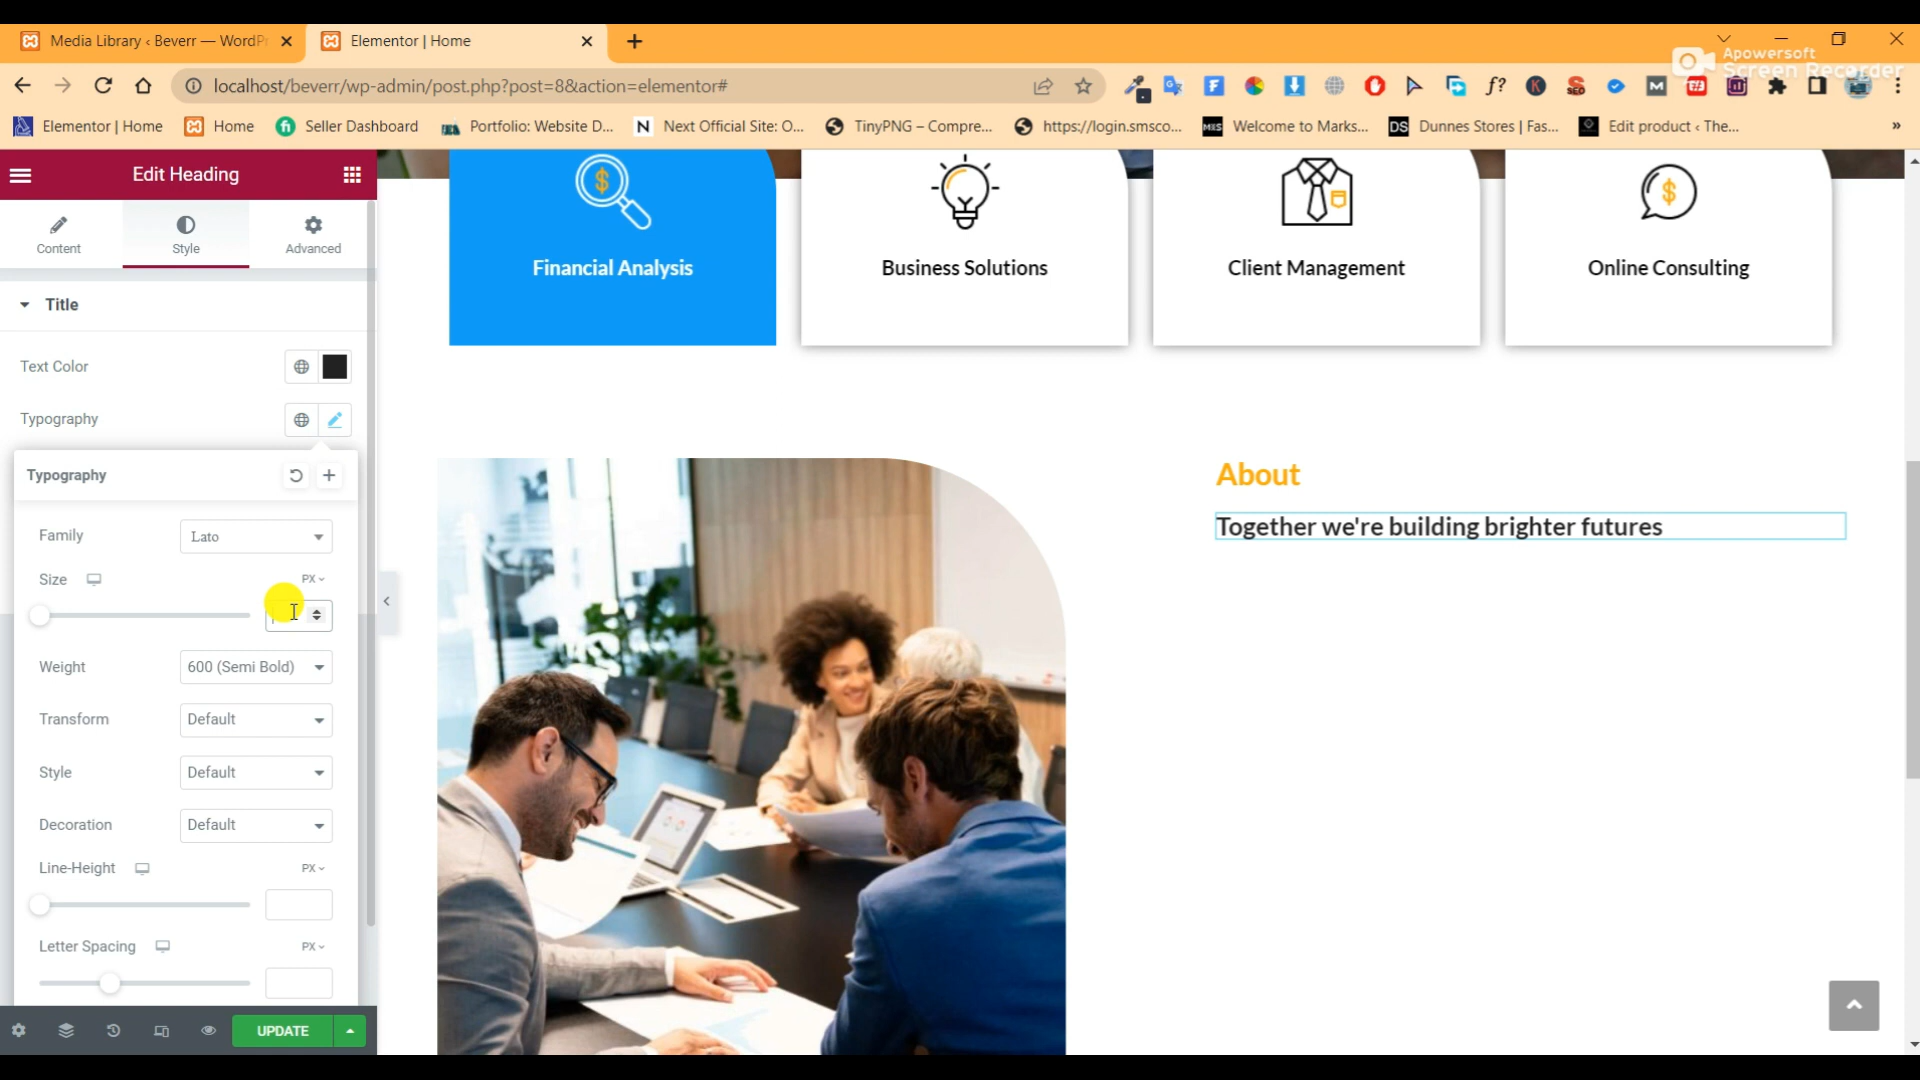 Media Library ‹ Beverr — WordPr
Elementor | Home
Apowersoft
Screen Recorder
localhost/beverr/wp-admin/post.php?post=8&action=elementor#
Elementor | Home
Home
Seller Dashboard
Portfolio: Website D...
Next Official Site: O...
TinyPNG – Compre...
https://login.smsco...
Welcome to Marks...
Dunnes Stores | Fas...
Edit product ‹ The...
»
Edit Heading
Content
Style
Advanced
Title
Text Color
Typography
Typography
Family
Lato
Size
PX
Weight
600 (Semi Bold)
Transform
Default
Style
Default
Decoration
Default
Line-Height
PX
Letter Spacing
PX
UPDATE
Financial Analysis
Business Solutions
Client Management
Online Consulting
About
Together we're building brighter futures